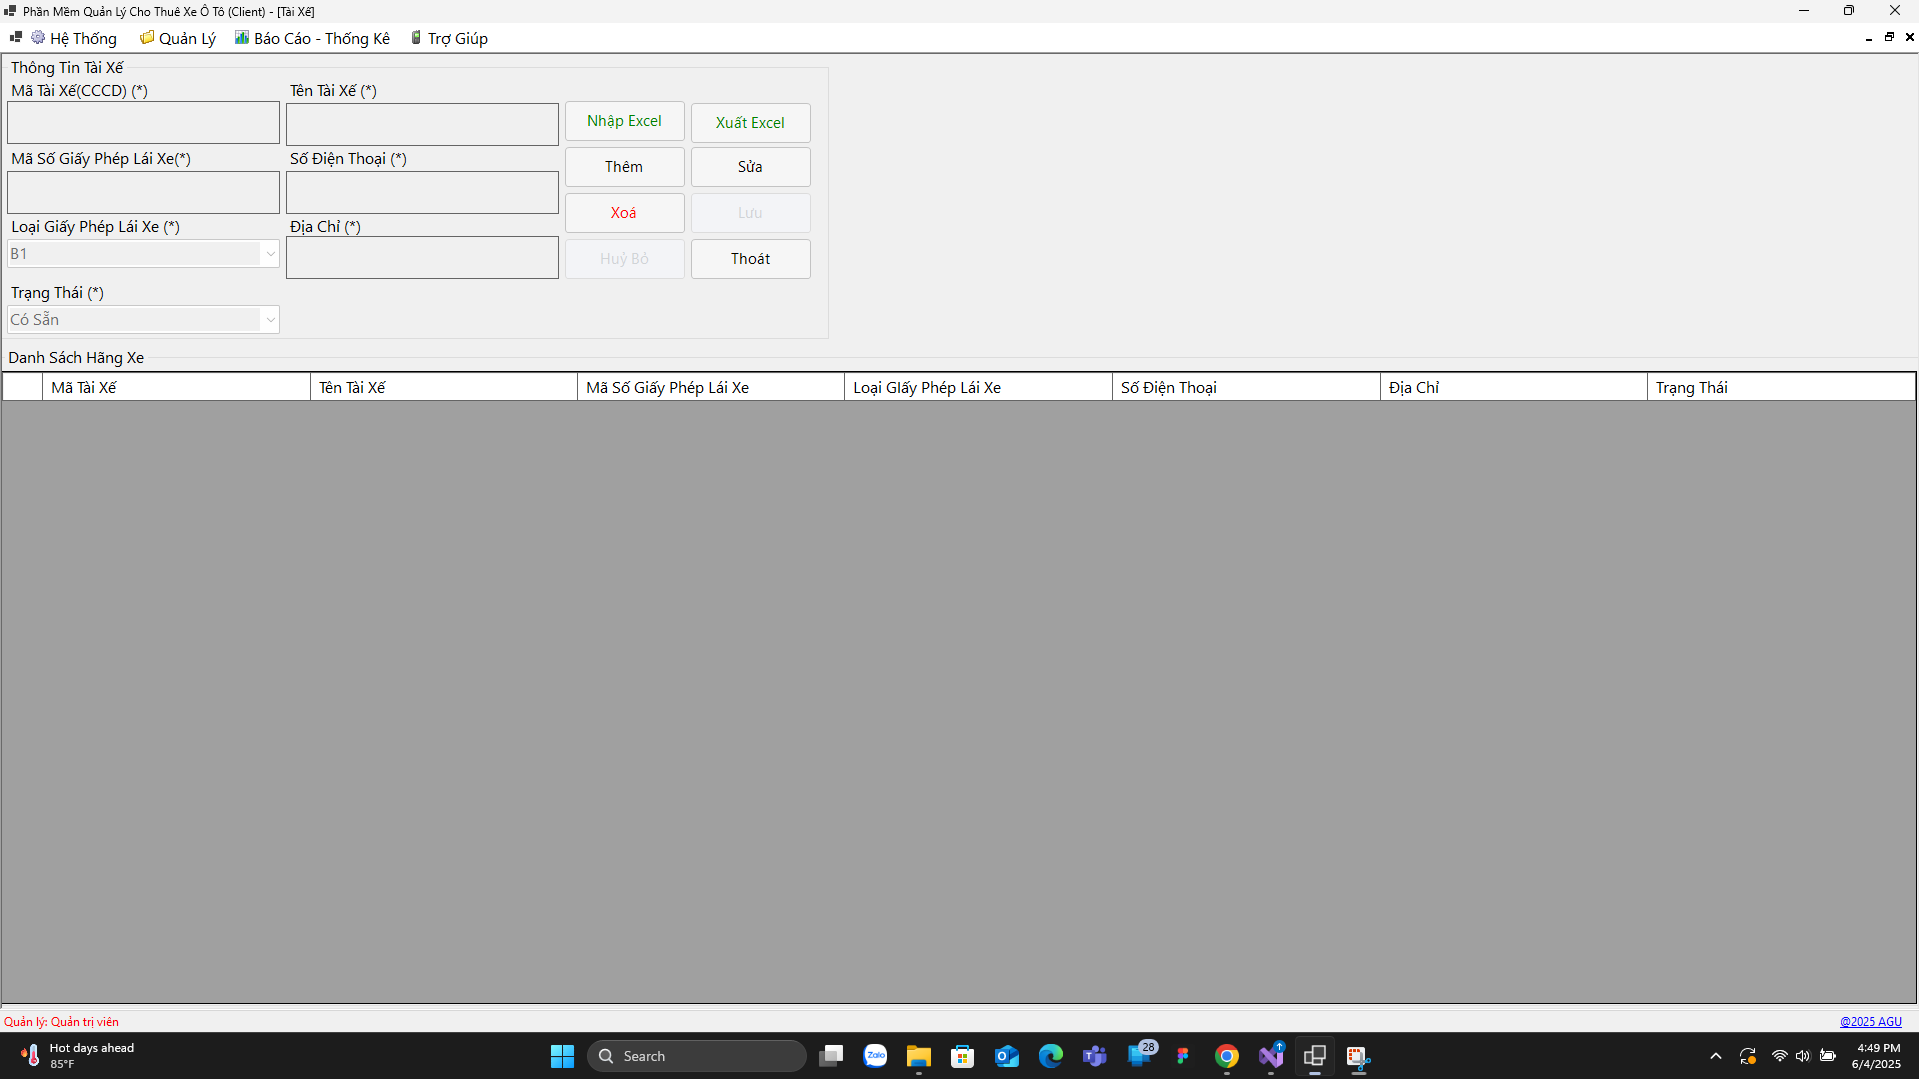 Phần Mềm Quản Lý Cho Thuê Xe Ô Tô (Client) - [Tài Xế]
Hệ Thống Quản Lý Báo Cáo - Thống Kê Trợ Giúp
Thông Tin Tài Xế
Mã Tài Xế(CCCD) (*) Tên Tài Xế (*)
Nhập Excel Xuất Excel
Mã Số Giấy Phép Lái Xe(*) Số Điện Thoại (*)
Thêm Sửa
Xoá Lưu
Loại Giấy Phép Lái Xe (*) Địa Chỉ (*)
B1
Huỷ Bỏ Thoát
Trạng Thái (*)
Có Sẵn
Danh Sách Hãng Xe
Mã Tài Xế Tên Tài Xế Mã Số Giấy Phép Lái Xe Loại GIấy Phép Lái Xe Số Điện Thoại Địa Chỉ Trạng Thái
Quản lý: Quản trị viên @2025 AGU
Hot days ahead
85°F
Search
Zalo
28
4:49 PM
6/4/2025